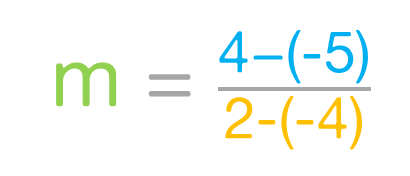 m = 4–(-5)
2-(-4)